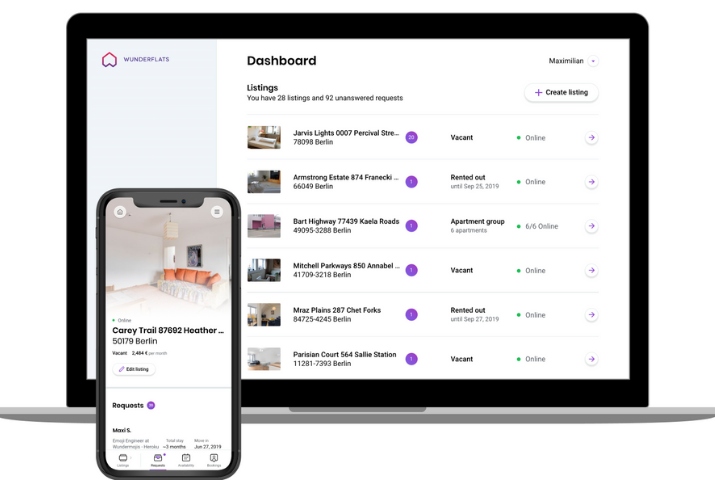 WUNDERFLATS
Dashboard
Maximilian
Listings
You have 28 listings and 92 unanswered requests
+ Create listing
Jarvis Lights 0007 Percival Stre...
78098 Berlin
20
Vacant
Online
Armstrong Estate 874 Franecki ...
66049 Berlin
1
Rented out
until Sep 25, 2019
Online
Bart Highway 77439 Kaela Roads
49095-3288 Berlin
1
Apartment group
6 apartments
6/6 Online
Mitchell Parkways 850 Annabel ...
41709-3218 Berlin
1
Vacant
Online
Mraz Plains 287 Chet Forks
84725-4245 Berlin
1
Rented out
until Sep 27, 2019
Online
Parisian Court 564 Sallie Station
11281-7393 Berlin
1
Vacant
Online
Online
Carey Trail 87692 Heather ...
50179 Berlin
Vacant 2,484 € per month
Edit listing
Requests
Maxi S.
Emoji Engineer at
Wundermojis - Heroku
Total stay
~3 months
Move in
Jun 27, 2019
Listings
Requests
Availability
Bookings